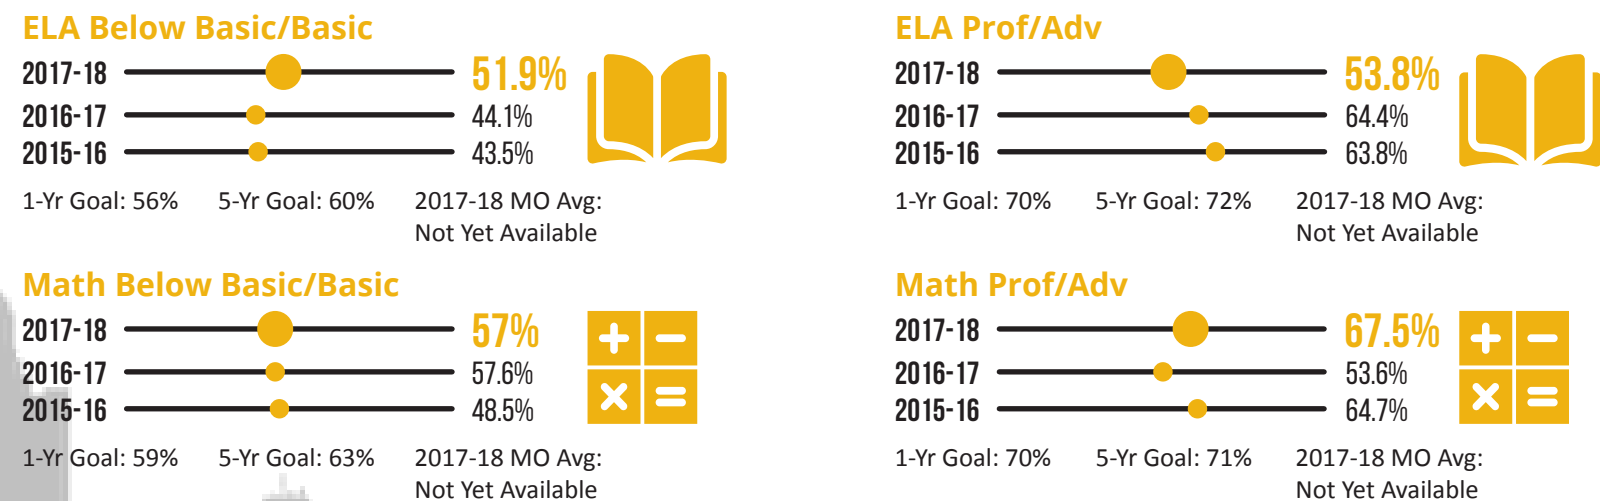 ELA Below Basic/Basic
2017-18 51.9%
2016-17 44.1%
2015-16 43.5%
1-Yr Goal: 56% 5-Yr Goal: 60% 2017-18 MO Avg:
Not Yet Available
ELA Prof/Adv
2017-18 53.8%
2016-17 64.4%
2015-16 63.8%
1-Yr Goal: 70% 5-Yr Goal: 72% 2017-18 MO Avg:
Not Yet Available
Math Below Basic/Basic
2017-18 57%
2016-17 57.6%
2015-16 48.5%
1-Yr Goal: 59% 5-Yr Goal: 63% 2017-18 MO Avg:
Not Yet Available
Math Prof/Adv
2017-18 67.5%
2016-17 53.6%
2015-16 64.7%
1-Yr Goal: 70% 5-Yr Goal: 71% 2017-18 MO Avg:
Not Yet Available